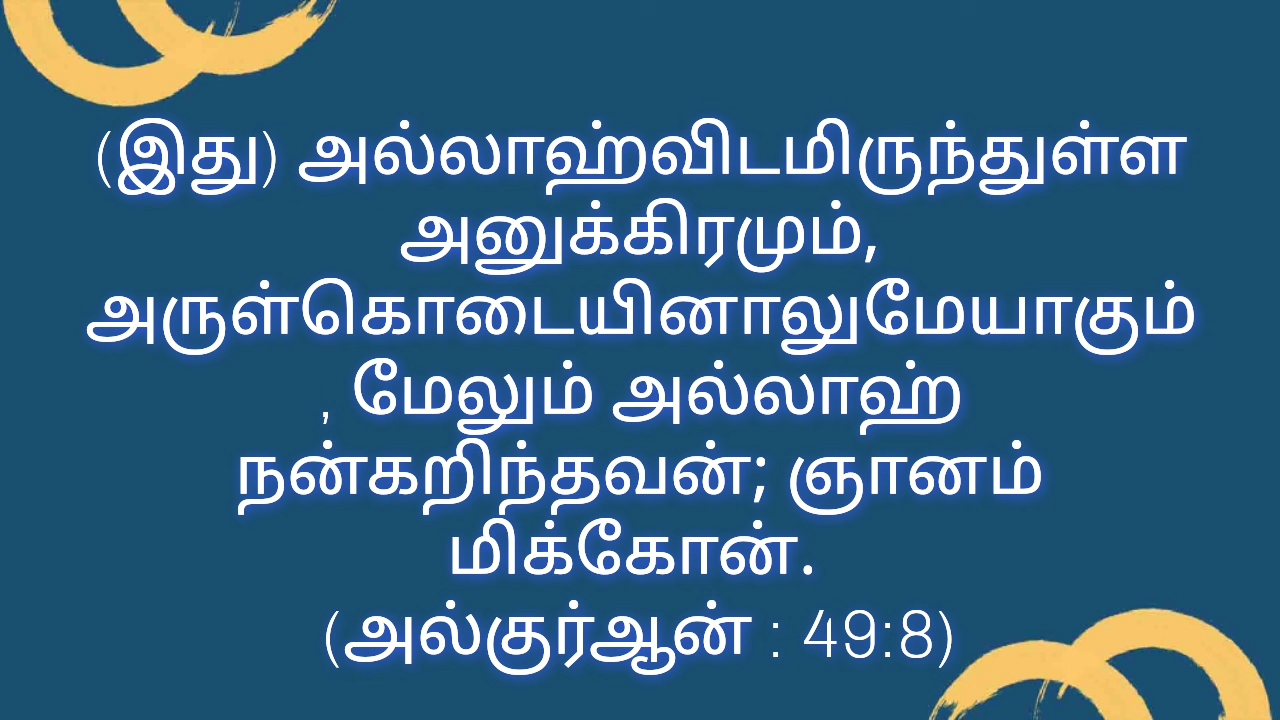 (இது) அல்லாஹ்விடமிருந்துள்ள
அனுக்கிரமும்,
அருள்கொடையினாலுமேயாகும்
, மேலும் அல்லாஹ்
நன்கறிந்தவன்; ஞானம்
மிக்கோன்.
(அல்குர்ஆன் : 49:8)